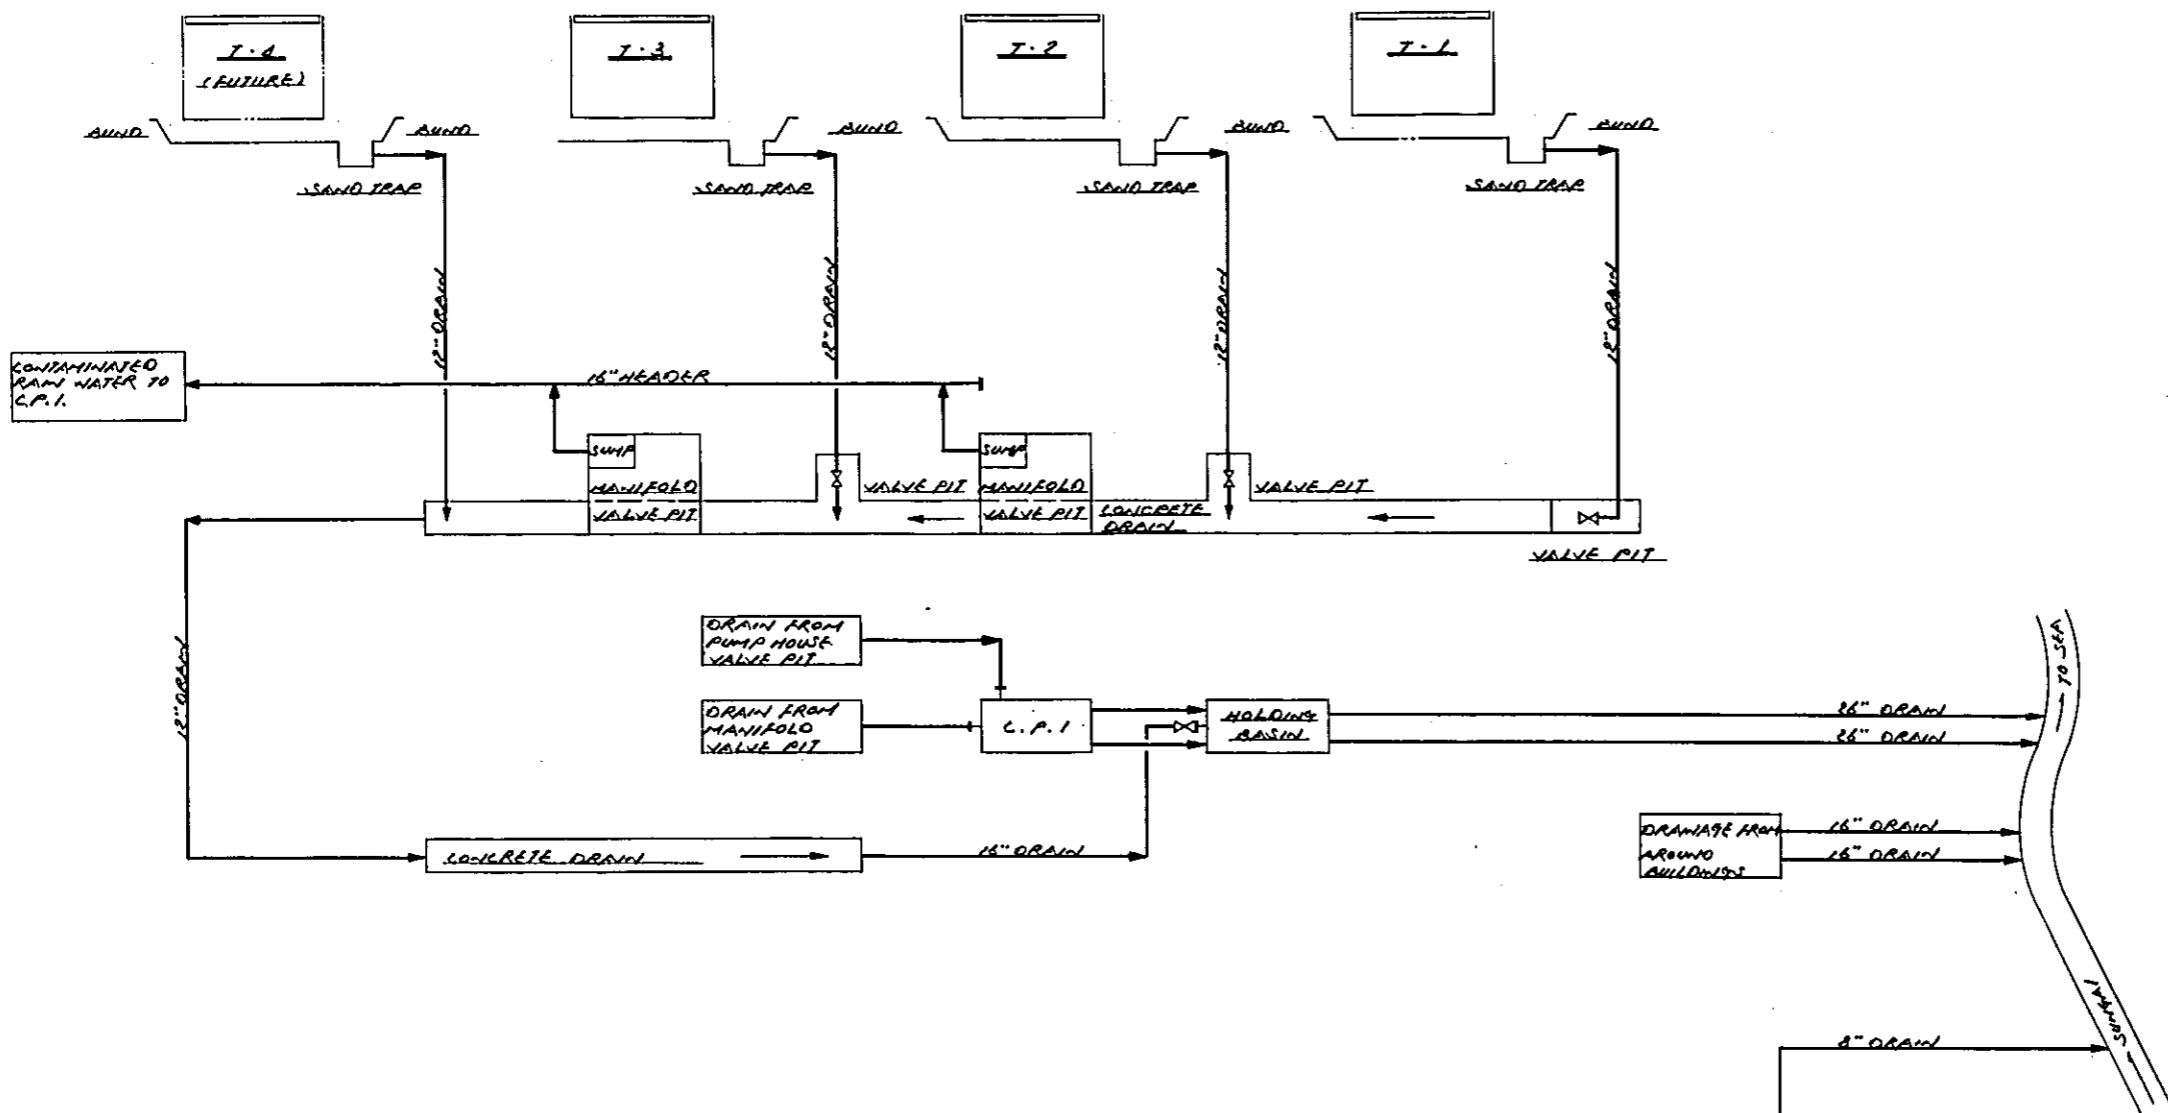 T-4
(FUTURE)
T-3
T-2
T-1
BUND
BUND
BUND
BUND
BUND
SAND TRAP
SAND TRAP
SAND TRAP
SAND TRAP
12" DRAIN
12" DRAIN
12" DRAIN
12" DRAIN
CONTAMINATED
RAIN WATER TO
C.P.I.
16" HEADER
SUMP
MANIFOLD
VALVE PIT
VALVE PIT
SUMP
MANIFOLD
VALVE PIT
CONCRETE
DRAIN
VALVE PIT
VALVE PIT
12" DRAIN
DRAIN FROM
PUMP HOUSE
VALVE PIT
DRAIN FROM
MANIFOLD
VALVE PIT
C.P.I
HOLDING
BASIN
26" DRAIN
26" DRAIN
TO SEA
CONCRETE DRAIN
16" DRAIN
DRAINAGE FROM
AROUND
BUILDINGS
16" DRAIN
16" DRAIN
8" DRAIN